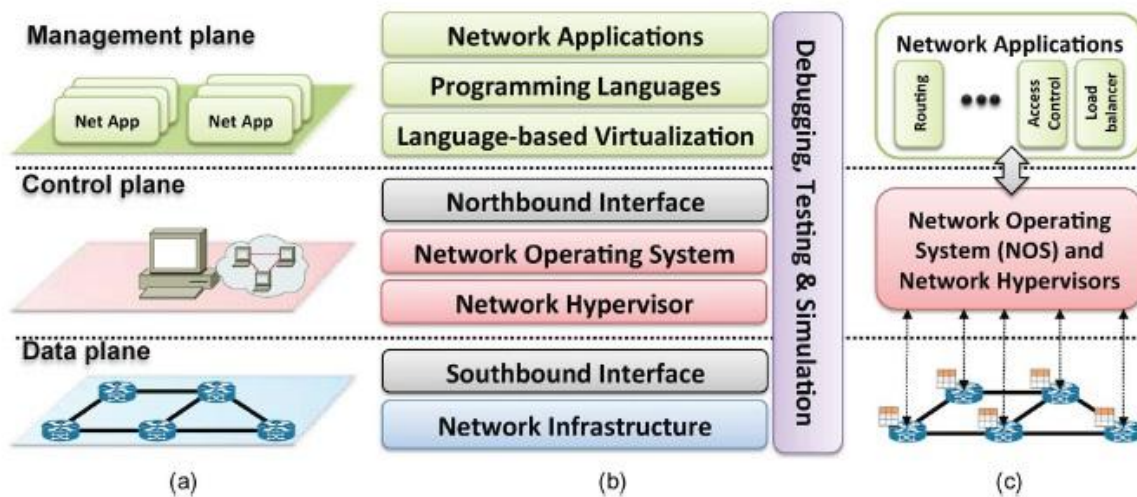 Management plane
Net App
Net App
Control plane
Data plane
(a)
Network Applications
Programming Languages
Language-based Virtualization
Northbound Interface
Network Operating System
Network Hypervisor
Southbound Interface
Network Infrastructure
Debugging, Testing & Simulation
(b)
Network Applications
Routing
Access
Control
Load
balancer
Network Operating
System (NOS) and
Network Hypervisors
(c)